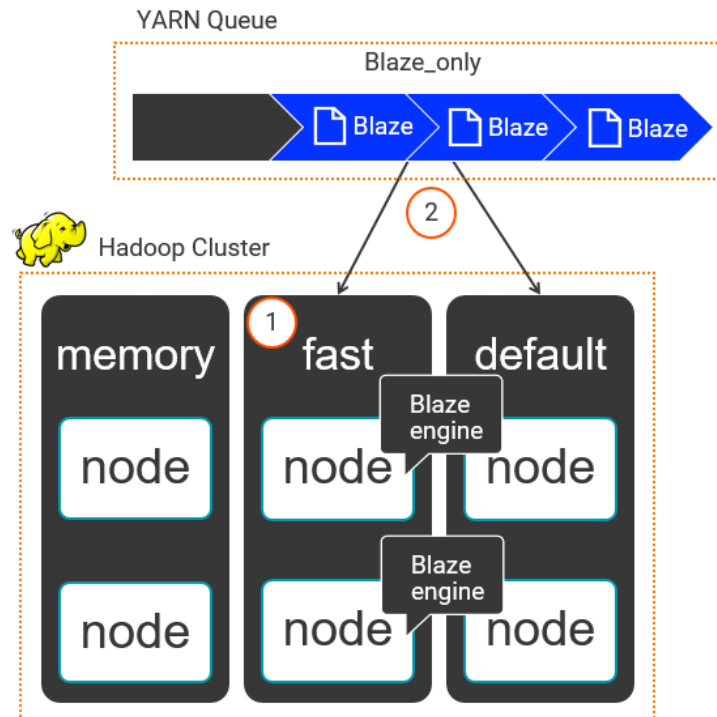 YARN Queue
Blaze_only
Blaze Blaze Blaze
2
Hadoop Cluster
1
memory fast default
Blaze
engine
node node node
Blaze
engine
node node node